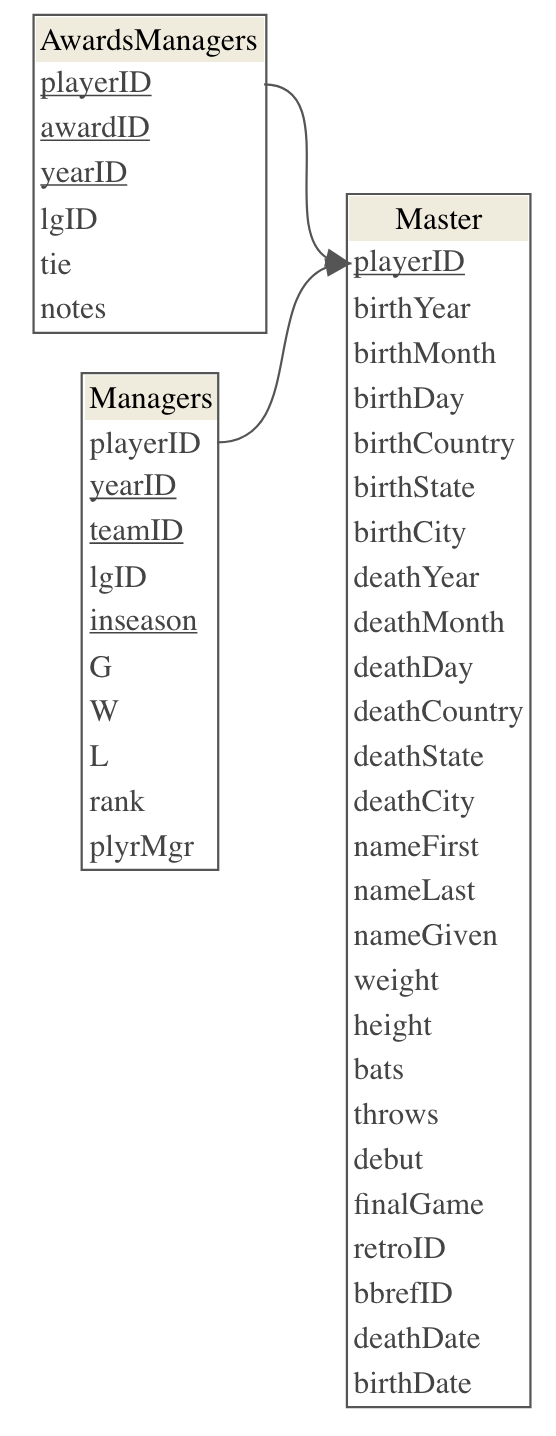 AwardsManagers
playerID
awardID
yearID
lgID
tie
notes
Managers
playerID
yearID
teamID
lgID
inseason
G
W
L
rank
plyrMgr
Master
playerID
birthYear
birthMonth
birthDay
birthCountry
birthState
birthCity
deathYear
deathMonth
deathDay
deathCountry
deathState
deathCity
nameFirst
nameLast
nameGiven
weight
height
bats
throws
debut
finalGame
retroID
bbrefID
deathDate
birthDate